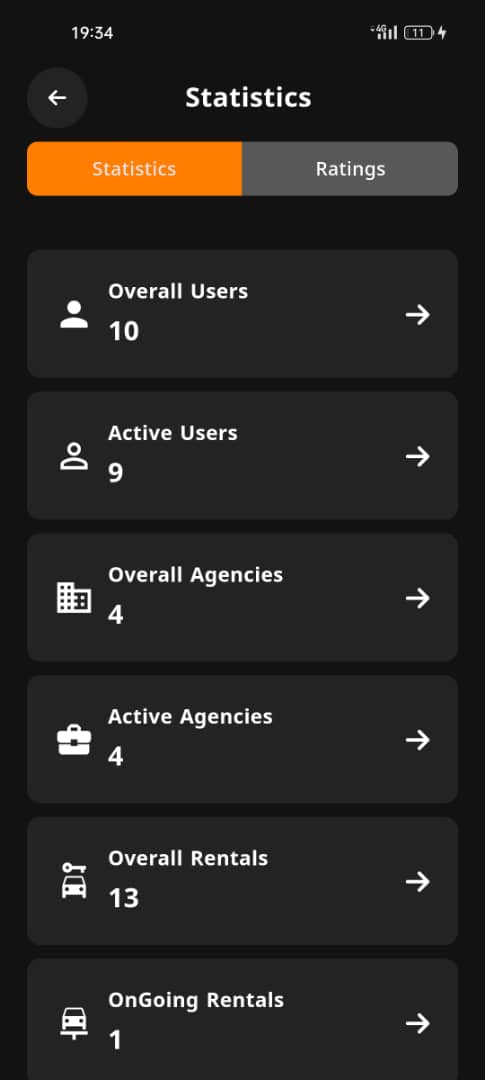 19:34
4G
11
Statistics
Statistics
Ratings
Overall Users
10
Active Users
9
Overall Agencies
4
Active Agencies
4
Overall Rentals
13
OnGoing Rentals
1